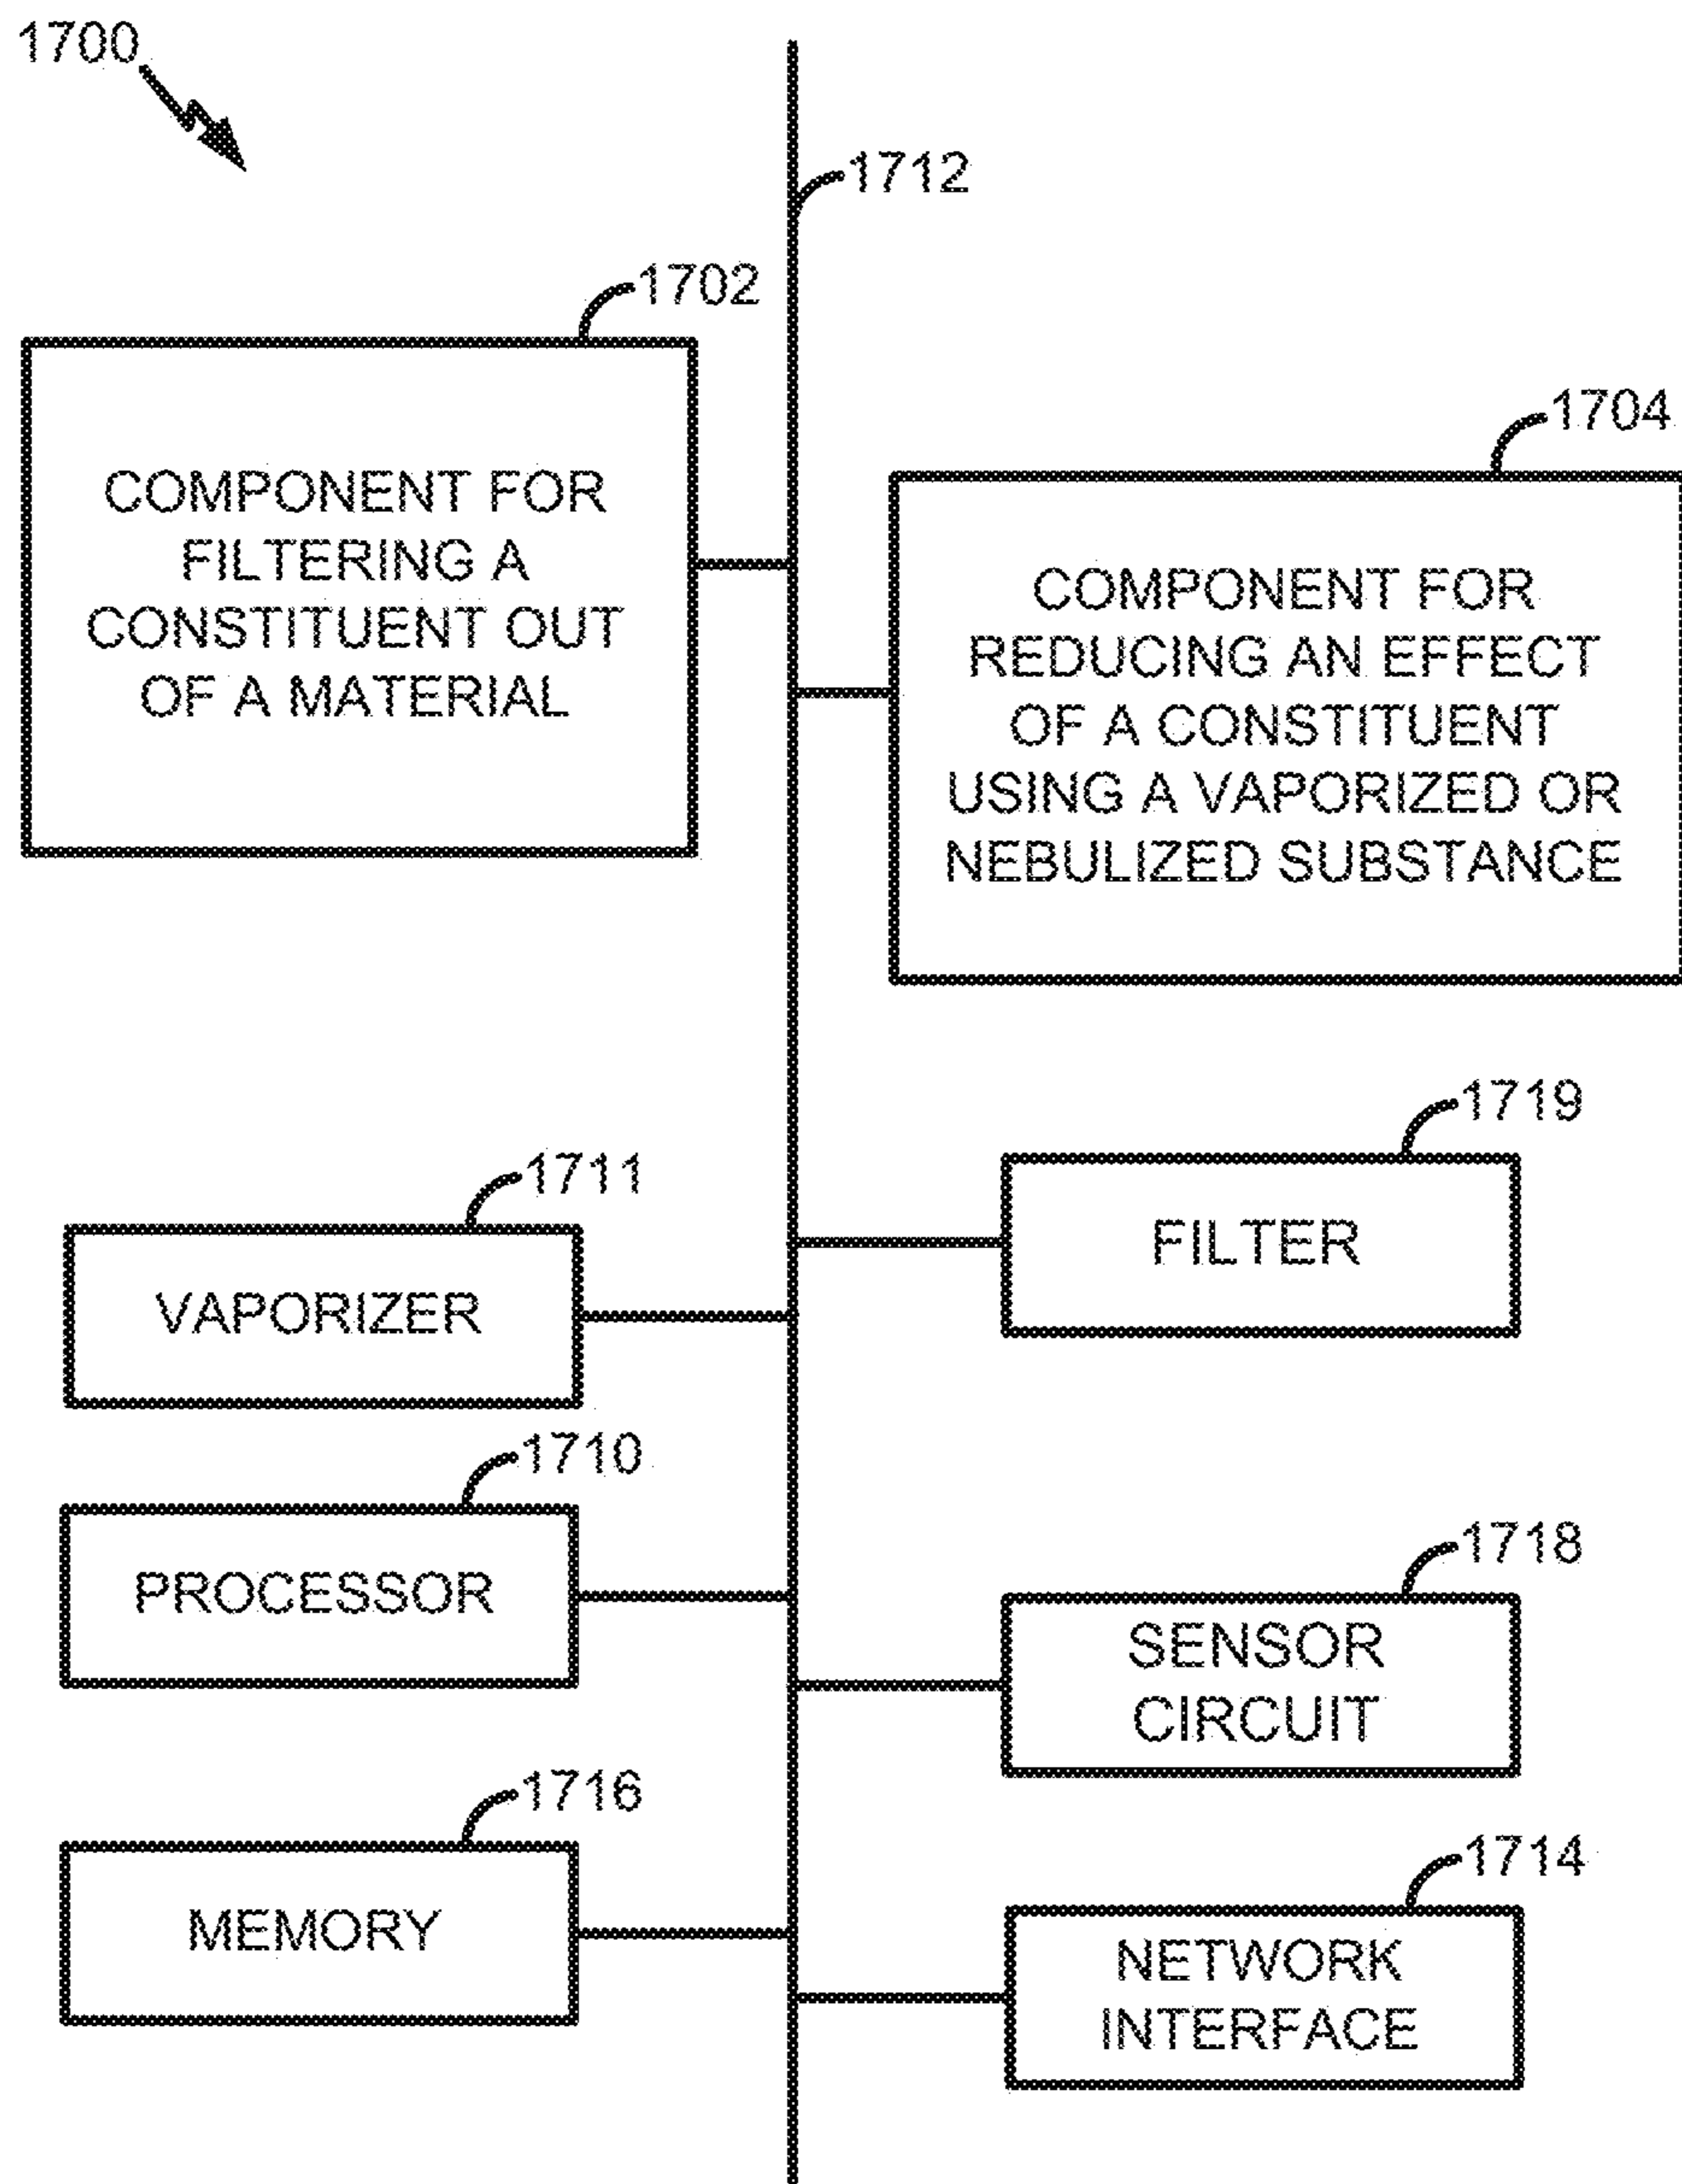 1700
1712
1702
COMPONENT FOR
FILTERING A
CONSTITUENT OUT
OF A MATERIAL
1704
COMPONENT FOR
REDUCING AN EFFECT
OF A CONSTITUENT
USING A VAPORIZED OR
NEBULIZED SUBSTANCE
1719
FILTER
1711
VAPORIZER
1710
PROCESSOR
1718
SENSOR
CIRCUIT
1716
MEMORY
1714
NETWORK
INTERFACE